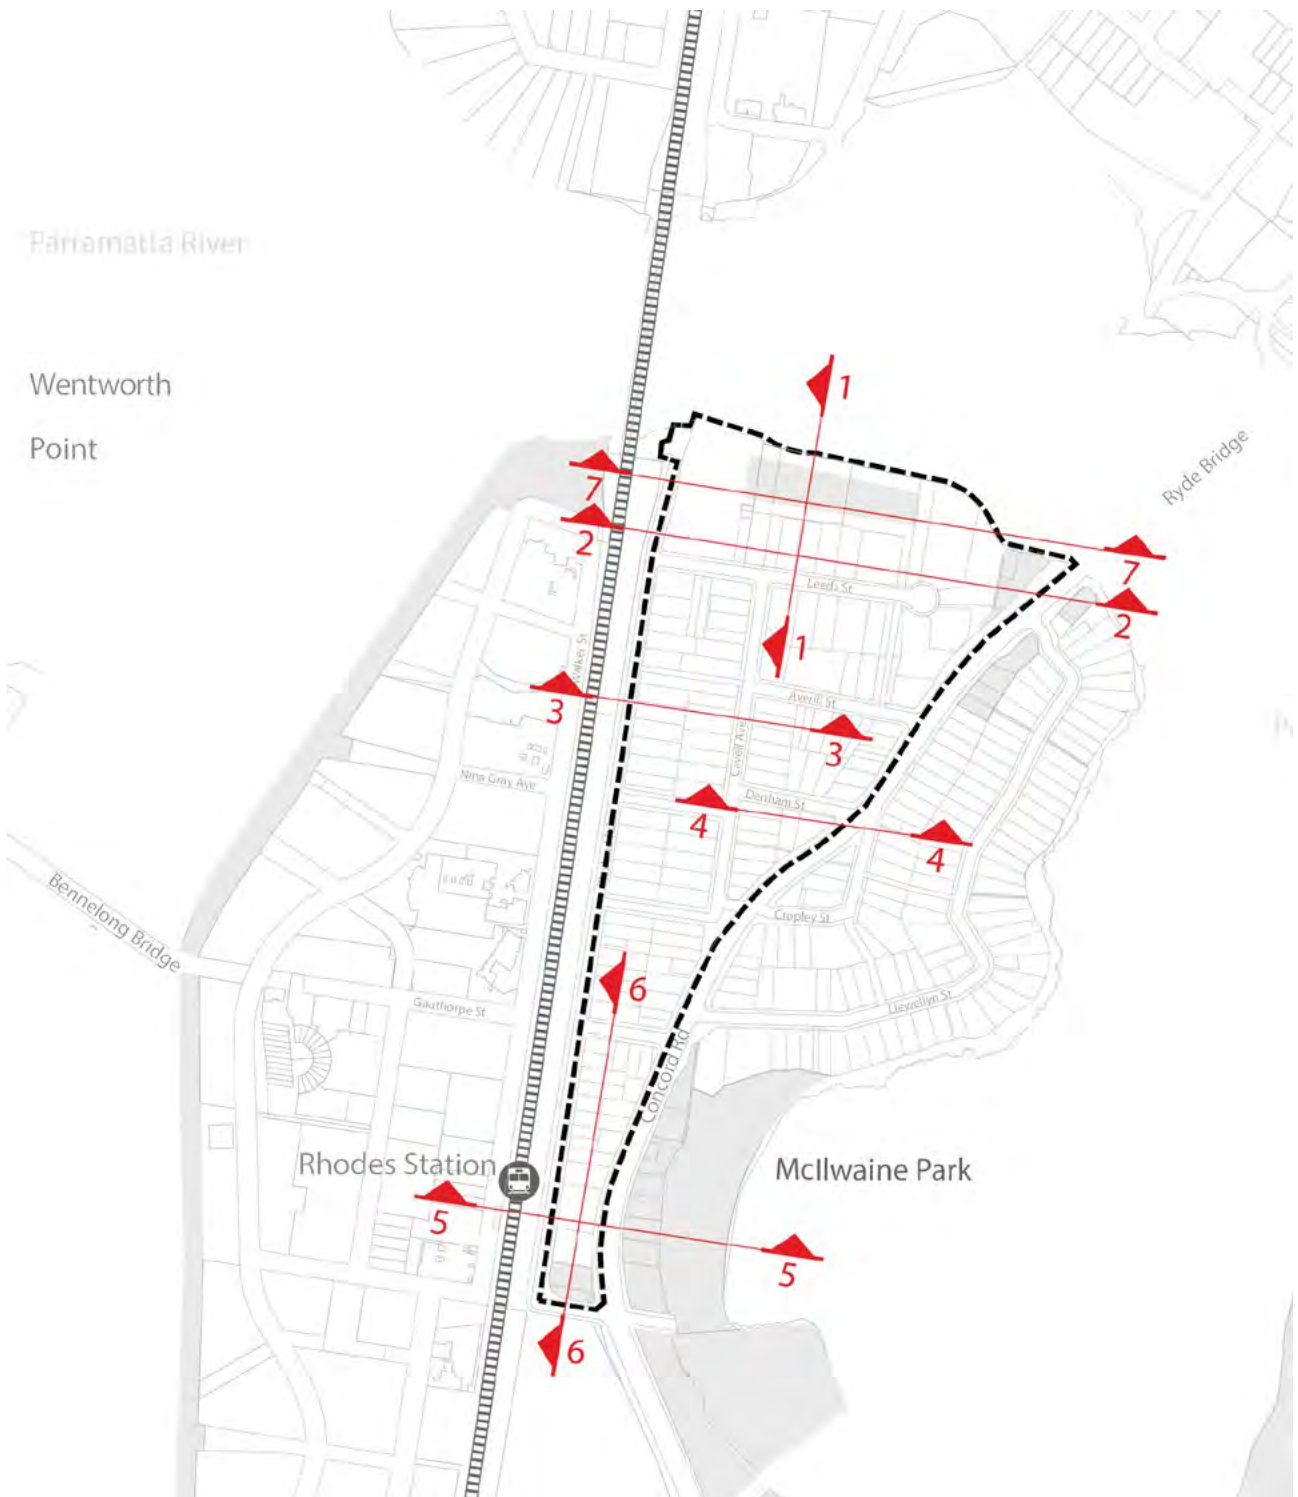 Parramatta River
1
Wentworth
Point
Ryde Bridge
7
2
7
Leeds St
2
1
Walker St
3
Averill St
3
Cavell Ave
Nina Gray Ave
Denham St
4
4
Bennelong Bridge
Cropley St
6
Gauthorpe St
Llewellyn St
Concord Rd
Rhodes Station
McIlwaine Park
5
5
6